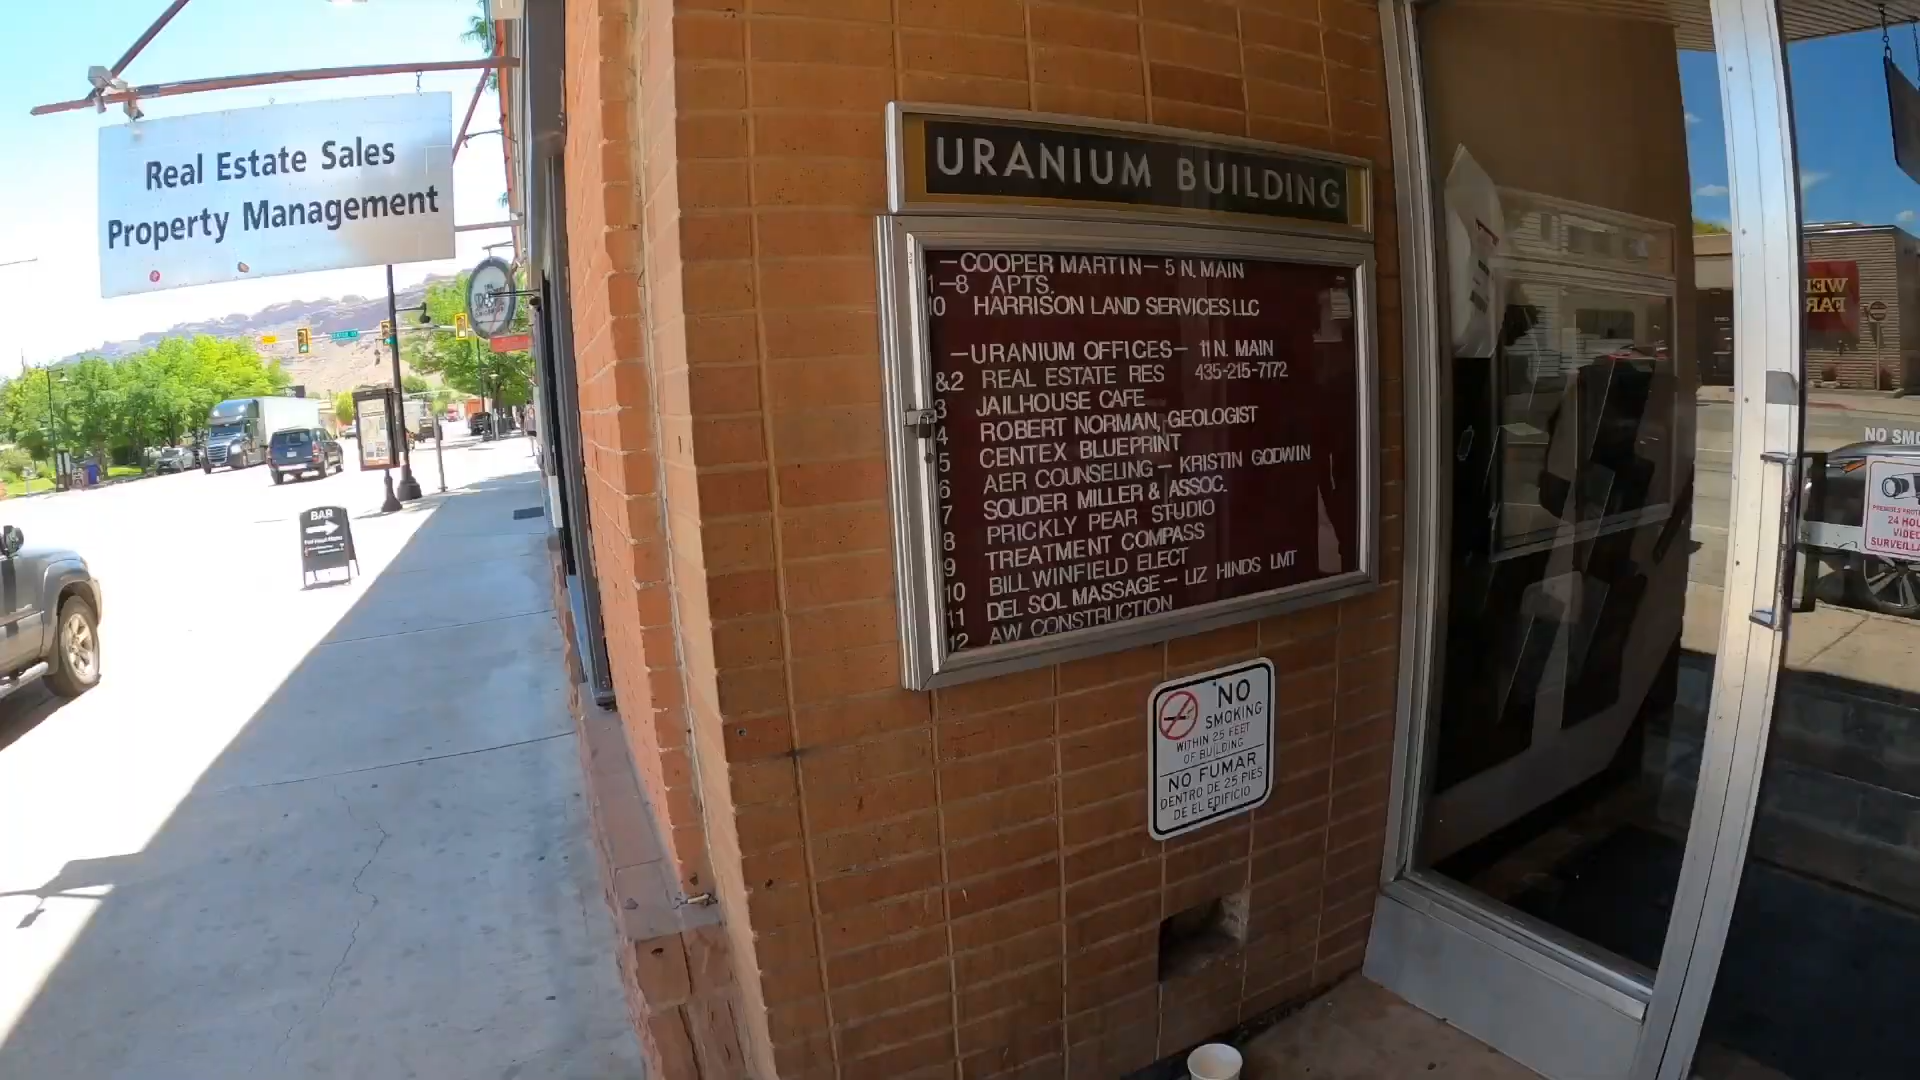 Real Estate Sales
Property Management
BAR
URANIUM BUILDING
—COOPER MARTIN— 5 N. MAIN
1—8 APTS.
10 HARRISON LAND SERVICES LLC
—URANIUM OFFICES— 11 N. MAIN
&2 REAL ESTATE RES 435-215-7172
3 JAILHOUSE CAFE
4 ROBERT NORMAN, GEOLOGIST
5 CENTEX BLUEPRINT
6 AER COUNSELING — KRISTIN GODWIN
7 SOUDER MILLER & ASSOC.
8 PRICKLY PEAR STUDIO
9 TREATMENT COMPASS
10 BILL WINFIELD ELECT
11 DEL SOL MASSAGE — LIZ HINDS LMT
12 AW CONSTRUCTION
NO
SMOKING
WITHIN 25 FEET
OF BUILDING
NO FUMAR
DENTRO DE 25 PIES
DE EL EDIFICIO
NO SMO
24 HOU
VIDEO
SURVEILLA